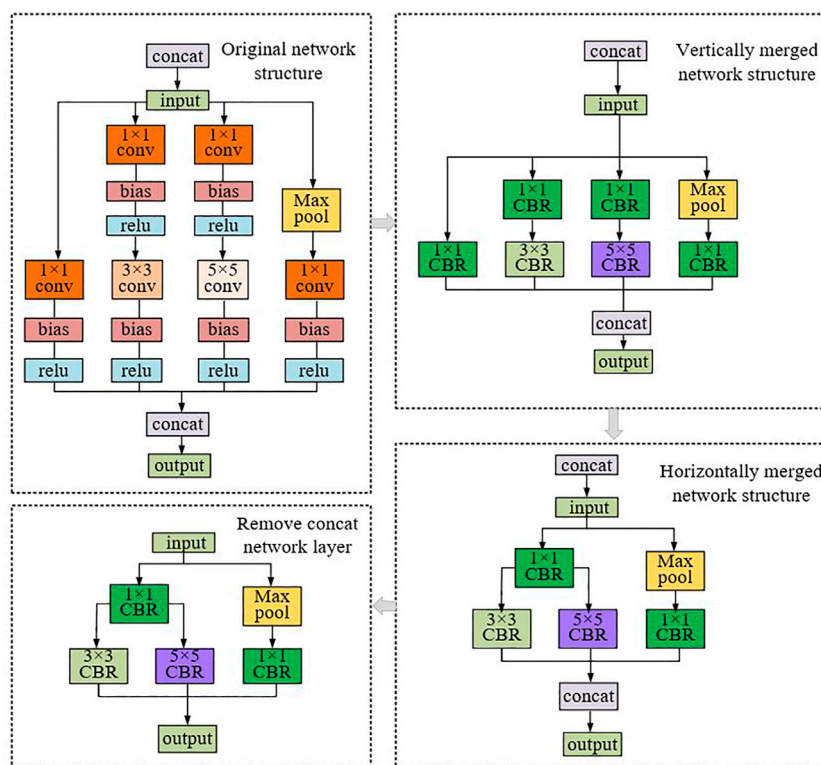 Original network
structure
concat
input
1×1
conv
1×1
conv
bias
bias
relu
relu
Max
pool
1×1
conv
3×3
conv
5×5
conv
1×1
conv
bias
bias
bias
bias
relu
relu
relu
relu
concat
output
Vertically merged
network structure
concat
input
1×1
CBR
1×1
CBR
Max
pool
1×1
CBR
3×3
CBR
5×5
CBR
1×1
CBR
concat
output
Horizontally merged
network structure
concat
input
1×1
CBR
Max
pool
3×3
CBR
5×5
CBR
1×1
CBR
concat
output
Remove concat
network layer
input
1×1
CBR
Max
pool
3×3
CBR
5×5
CBR
1×1
CBR
output